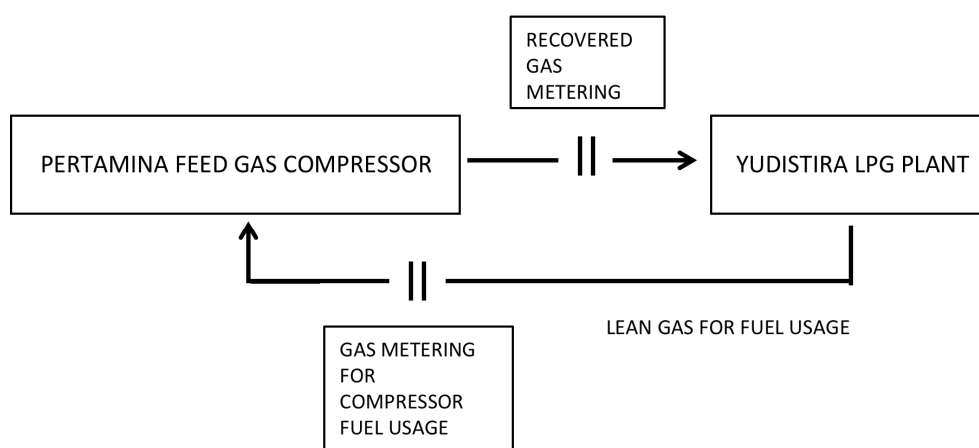 RECOVERED
GAS
METERING
PERTAMINA FEED GAS COMPRESSOR
YUDISTIRA LPG PLANT
LEAN GAS FOR FUEL USAGE
GAS METERING
FOR
COMPRESSOR
FUEL USAGE